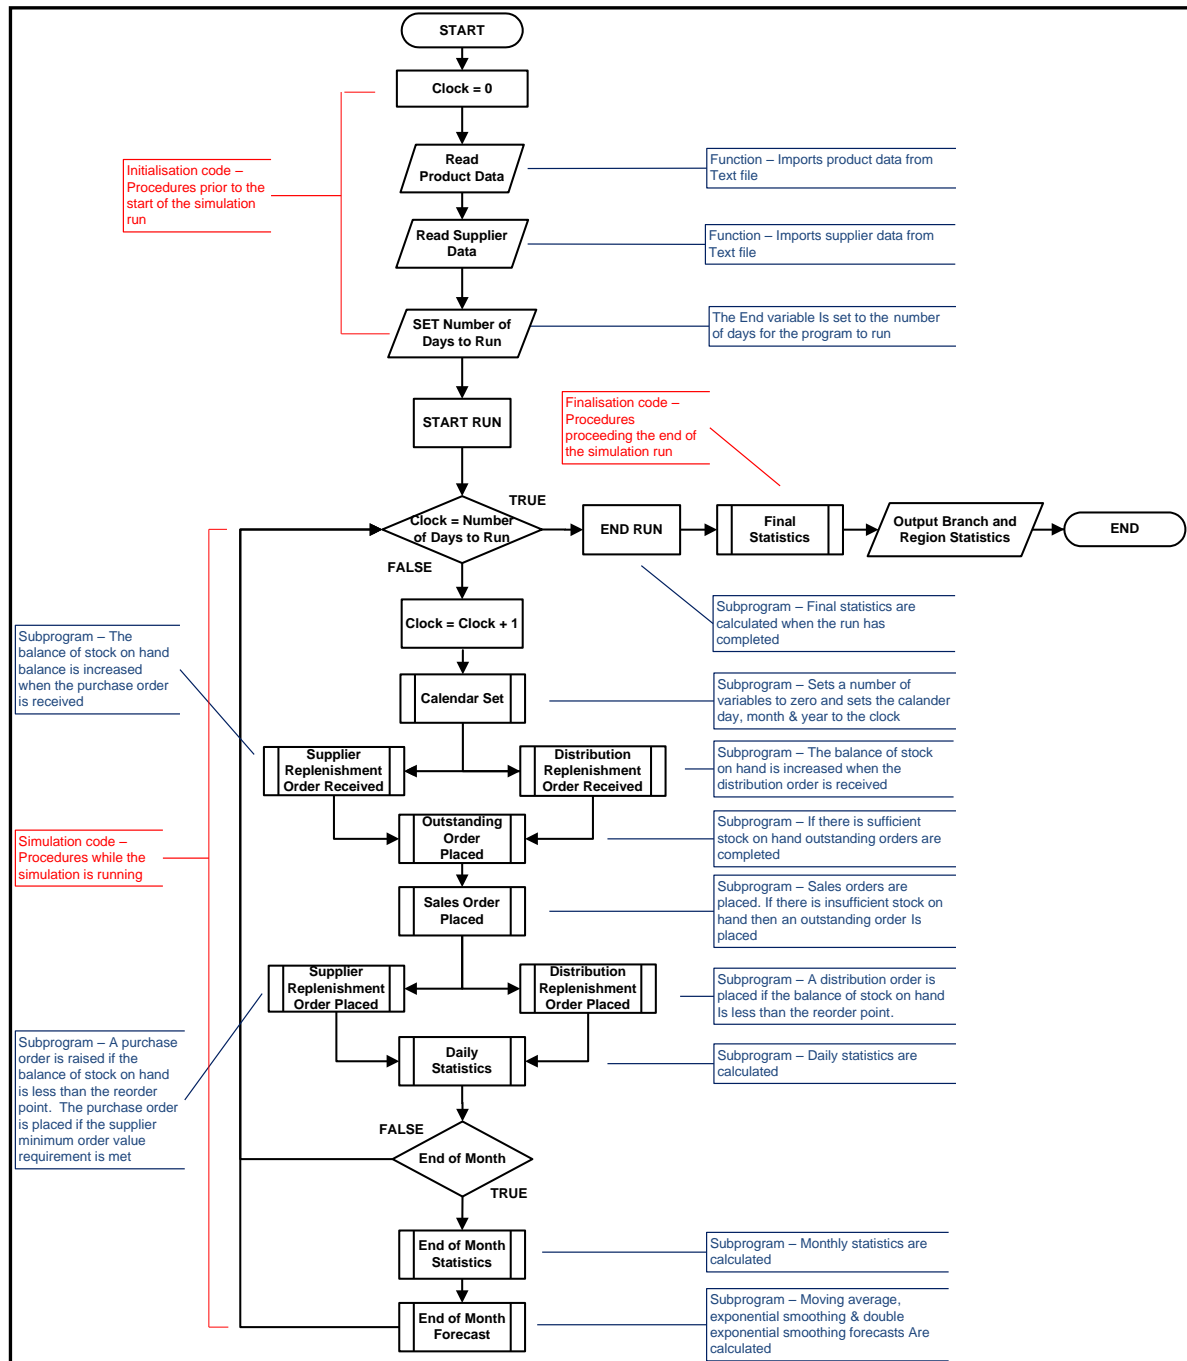 START
Clock = 0
Initialisation code –
Procedures prior to the
start of the simulation
run
Read
Product Data
Function – Imports product data from
Text file
Read Supplier
Data
Function – Imports supplier data from
Text file
SET Number of
Days to Run
The End variable Is set to the number
of days for the program to run
START RUN
Finalisation code –
Procedures
proceeding the end of
the simulation run
Clock = Number
of Days to Run
TRUE
FALSE
END RUN
Final
Statistics
Output Branch and
Region Statistics
END
Clock = Clock + 1
Subprogram – Final statistics are
calculated when the run has
completed
Subprogram – The
balance of stock on hand
balance is increased
when the purchase order
is received
Calendar Set
Subprogram – Sets a number of
variables to zero and sets the calander
day, month & year to the clock
Supplier
Replenishment
Order Received
Distribution
Replenishment
Order Received
Subprogram – The balance of stock
on hand is increased when the
distribution order is received
Outstanding
Order
Placed
Subprogram – If there is sufficient
stock on hand outstanding orders are
completed
Simulation code –
Procedures while the
simulation is running
Sales Order
Placed
Subprogram – Sales orders are
placed. If there is insufficient stock on
hand then an outstanding order Is
placed
Supplier
Replenishment
Order Placed
Distribution
Replenishment
Order Placed
Subprogram – A distribution order is
placed if the balance of stock on hand
Is less than the reorder point.
Subprogram – A purchase
order is raised if the
balance of stock on hand
is less than the reorder
point. The purchase order
is placed if the supplier
minimum order value
requirement is met
Daily
Statistics
Subprogram – Daily statistics are
calculated
FALSE
End of Month
TRUE
End of Month
Statistics
Subprogram – Monthly statistics are
calculated
End of Month
Forecast
Subprogram – Moving average,
exponential smoothing & double
exponential smoothing forecasts Are
calculated